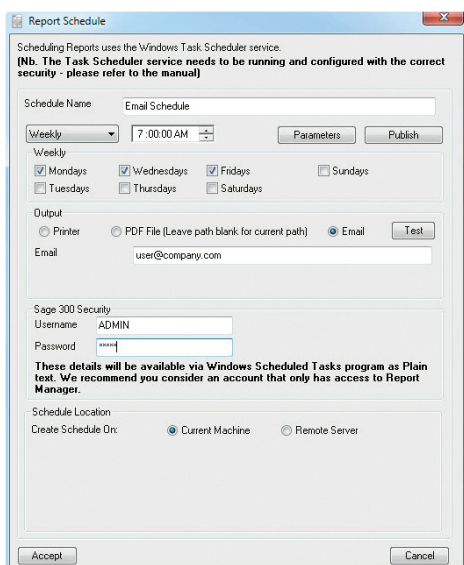 Report Schedule
Scheduling Reports uses the Windows Task Scheduler service.
(Nb. The Task Scheduler service needs to be running and configured with the correct
security - please refer to the manual)
Schedule Name Email Schedule
Weekly 7:00:00 AM Parameters Publish
Weekly
Mondays Wednesdays Fridays Sundays
Tuesdays Thursdays Saturdays
Output
Printer PDF File (Leave path blank for current path) Email Test
Email user@company.com
Sage 300 Security
Username ADMIN
Password *****
These details will be available via Windows Scheduled Tasks program as Plain
text. We recommend you consider an account that only has access to Report
Manager.
Schedule Location
Create Schedule On: Current Machine Remote Server
Accept Cancel